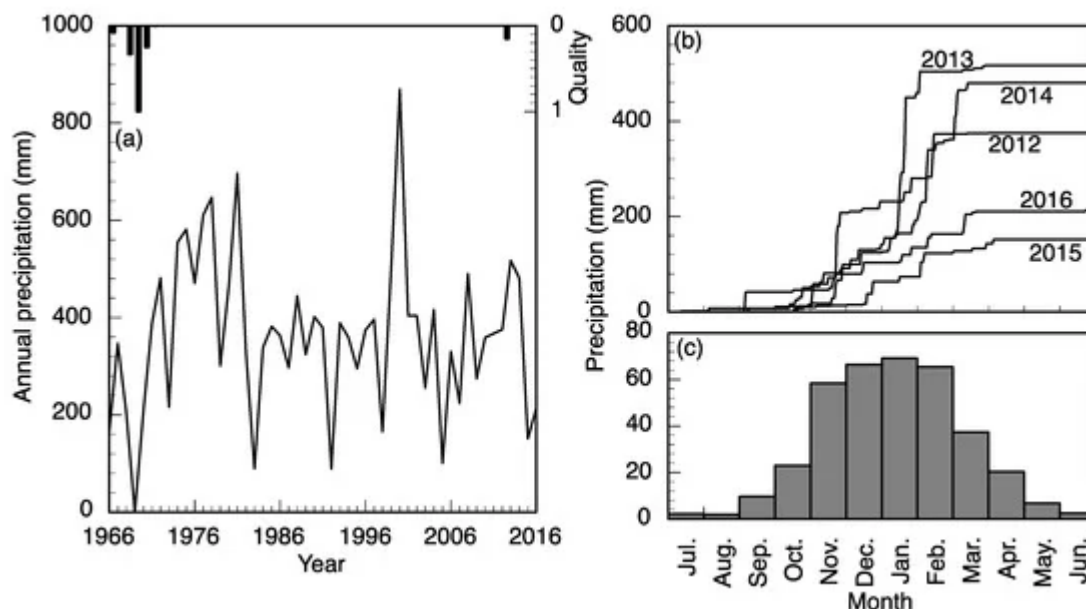 1000
800
600
400
200
0
Annual precipitation (mm)
(a)
0
1
Quality
1966
1976
1986
1996
2006
2016
Year
600
400
200
0
Precipitation (mm)
(b)
2013
2014
2012
2016
2015
80
60
40
20
0
(c)
Jul.
Aug.
Sep.
Oct.
Nov.
Dec.
Jan.
Feb.
Mar.
Apr.
May.
Jun.
Month